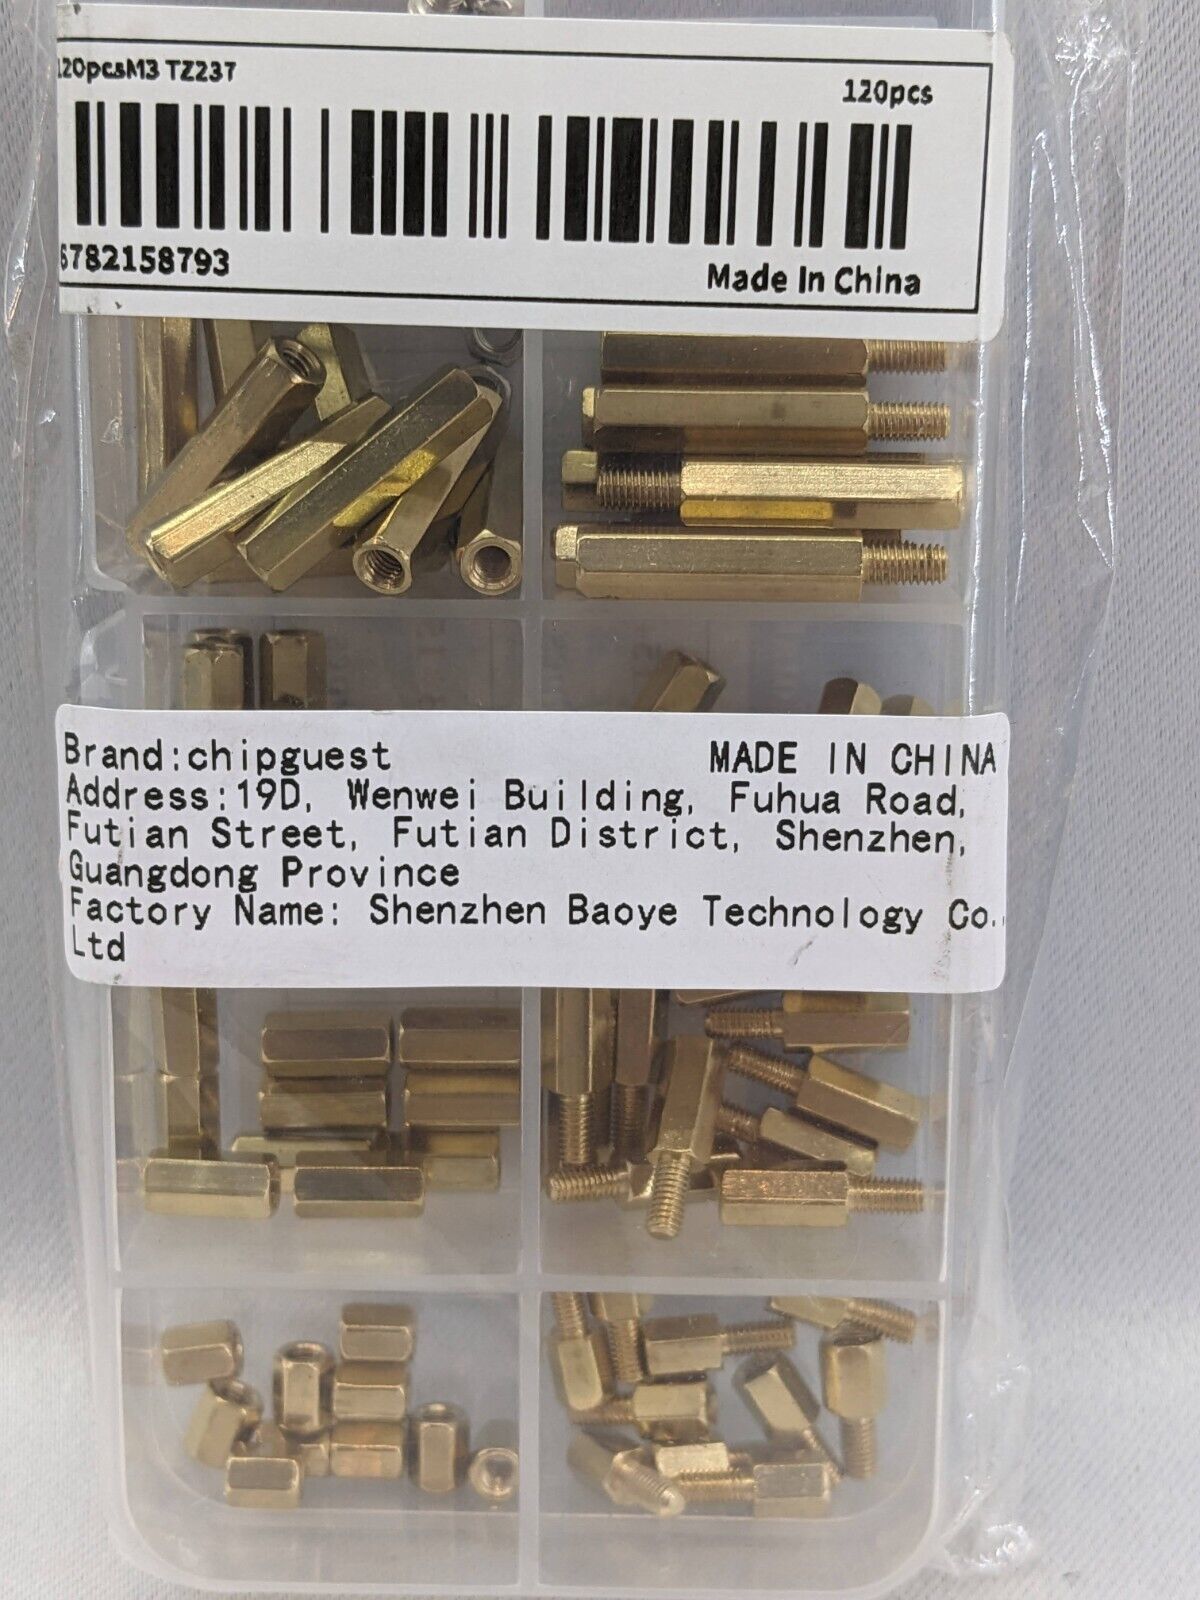 120pcsM3 TZ237
120pcs
6782158793
Made In China
Brand:chipguest MADE IN CHINA
Address:19D, Wenwei Building, Fuhua Road,
Futian Street, Futian District, Shenzhen,
Guangdong Province
Factory Name: Shenzhen Baoye Technology Co.,
Ltd